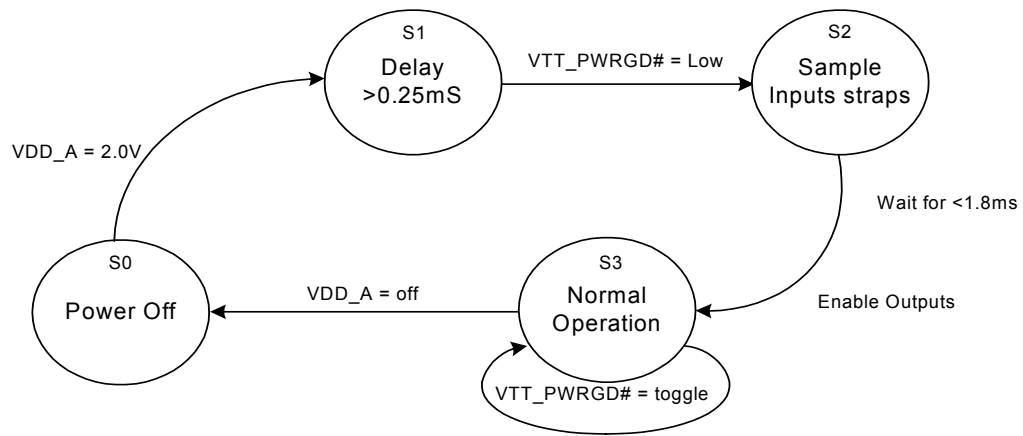 S1
Delay
>0.25mS
VTT_PWRGD# = Low
S2
Sample
Inputs straps
VDD_A = 2.0V
Wait for <1.8ms
S0
Power Off
VDD_A = off
S3
Normal
Operation
Enable Outputs
VTT_PWRGD# = toggle